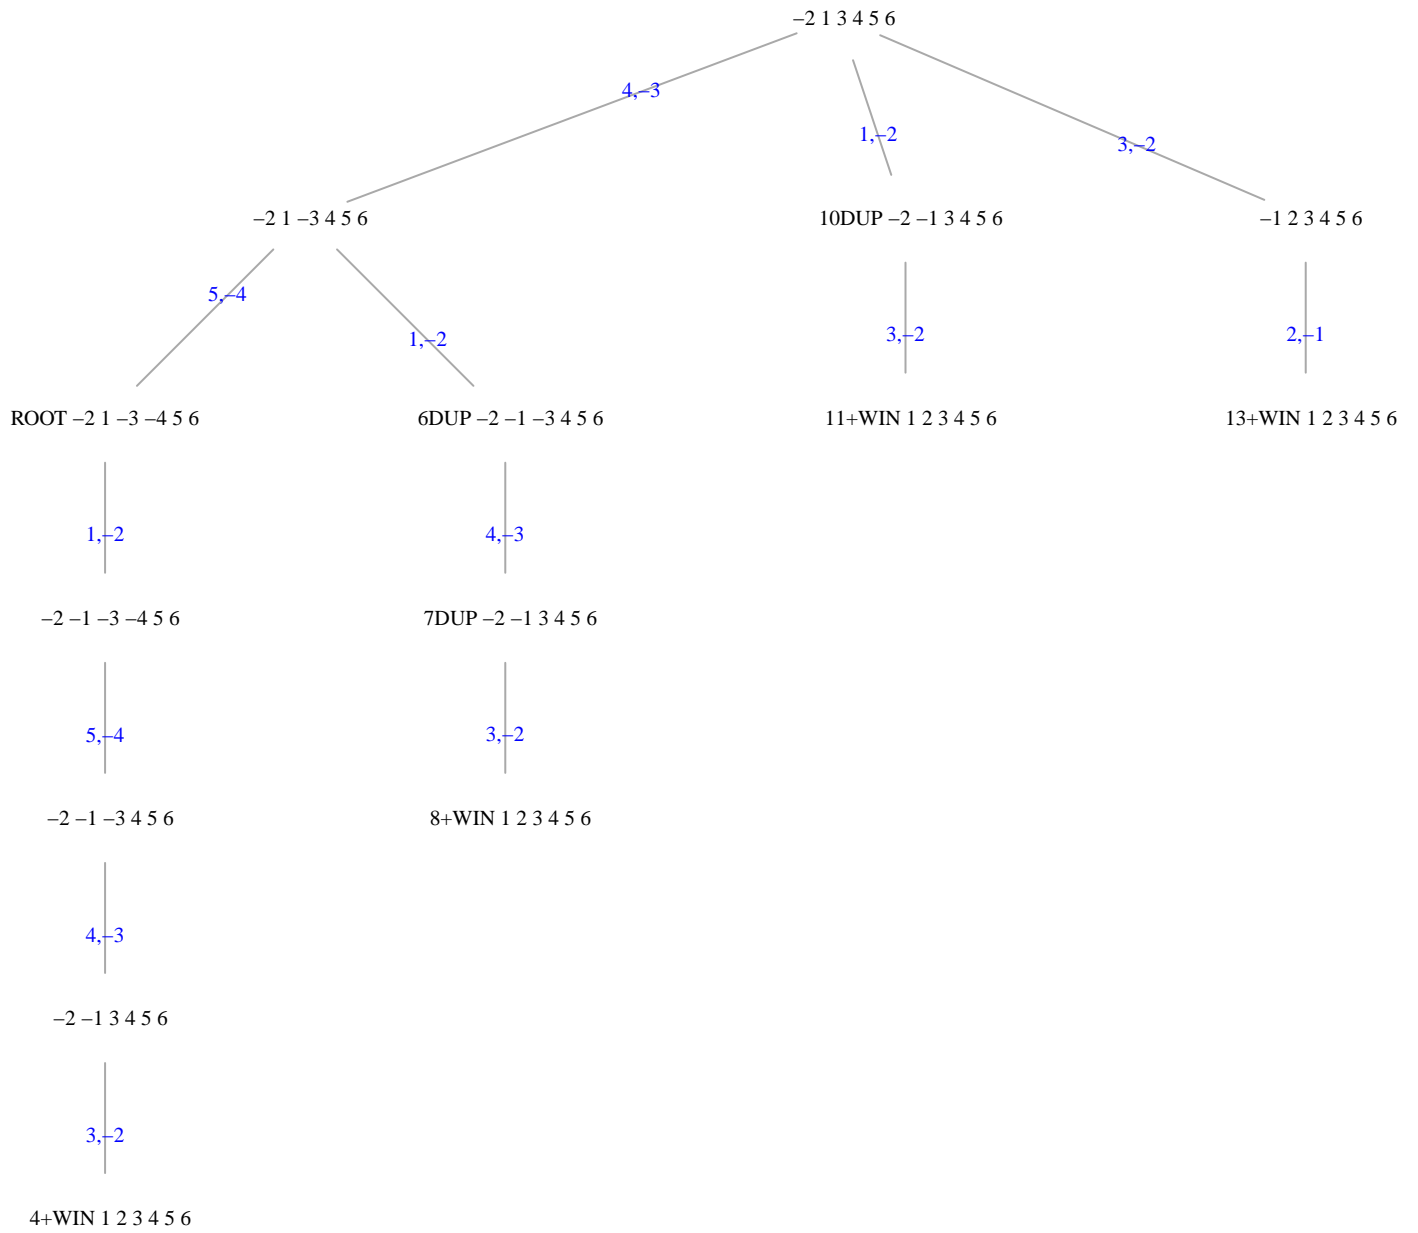 –2 1 3 4 5 6
4,–3
1,–2
3,–2
–2 1 –3 4 5 6
10DUP –2 –1 3 4 5 6
–1 2 3 4 5 6
5,–4
1,–2
3,–2
2,–1
ROOT –2 1 –3 –4 5 6
6DUP –2 –1 –3 4 5 6
11+WIN 1 2 3 4 5 6
13+WIN 1 2 3 4 5 6
1,–2
4,–3
–2 –1 –3 –4 5 6
7DUP –2 –1 3 4 5 6
5,–4
3,–2
–2 –1 –3 4 5 6
8+WIN 1 2 3 4 5 6
4,–3
–2 –1 3 4 5 6
3,–2
4+WIN 1 2 3 4 5 6